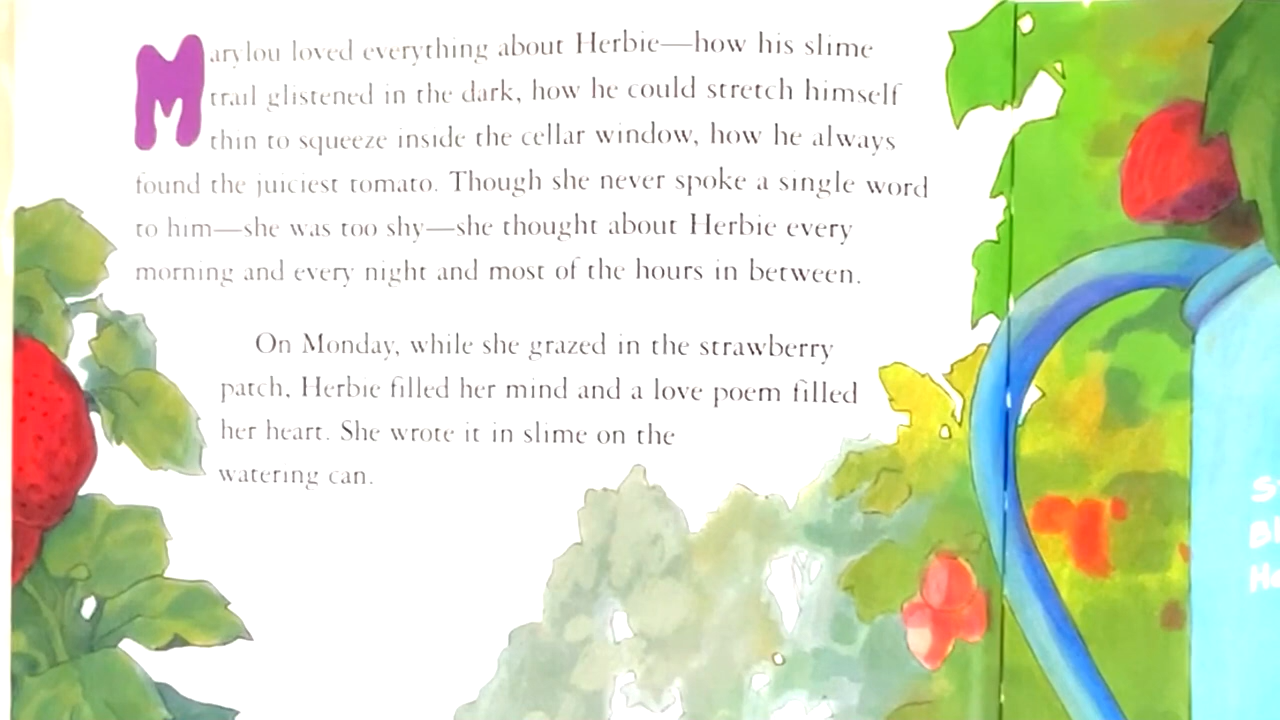 Marylou loved everything about Herbie—how his slime
trail glistened in the dark, how he could stretch himself
thin to squeeze inside the cellar window, how he always
found the juiciest tomato. Though she never spoke a single word
to him—she was too shy—she thought about Herbie every
morning and every night and most of the hours in between.
On Monday, while she grazed in the strawberry
patch, Herbie filled her mind and a love poem filled
her heart. She wrote it in slime on the
watering can.